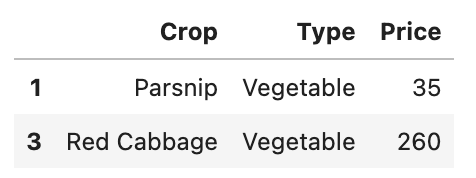 Crop Type Price
1 Parsnip Vegetable 35
3 Red Cabbage Vegetable 260